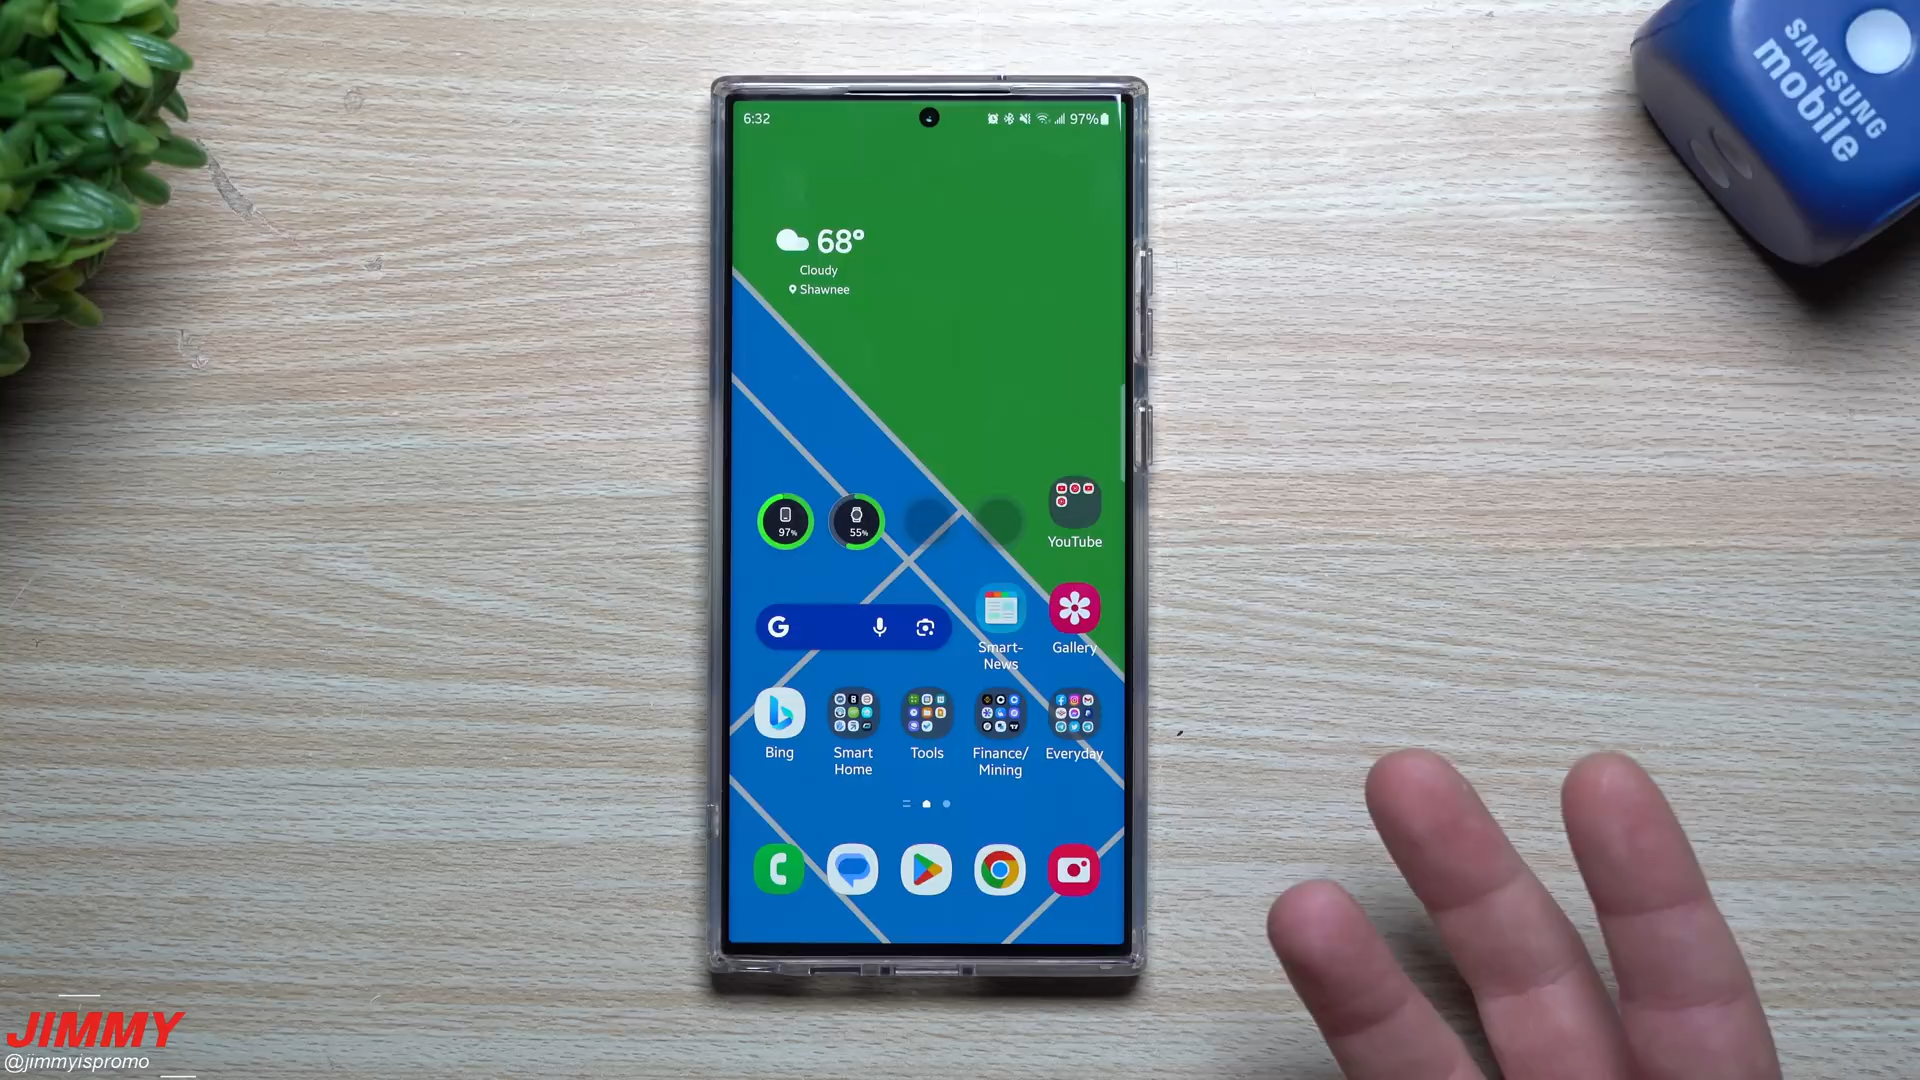 SAMSUNG
mobile
6:32
97%
68°
Cloudy
Shawnee
97%
55%
YouTube
G
Smart-
News
Gallery
Bing
Smart
Home
Tools
Finance/
Mining
Everyday
JIMMY
@jimmyispromo